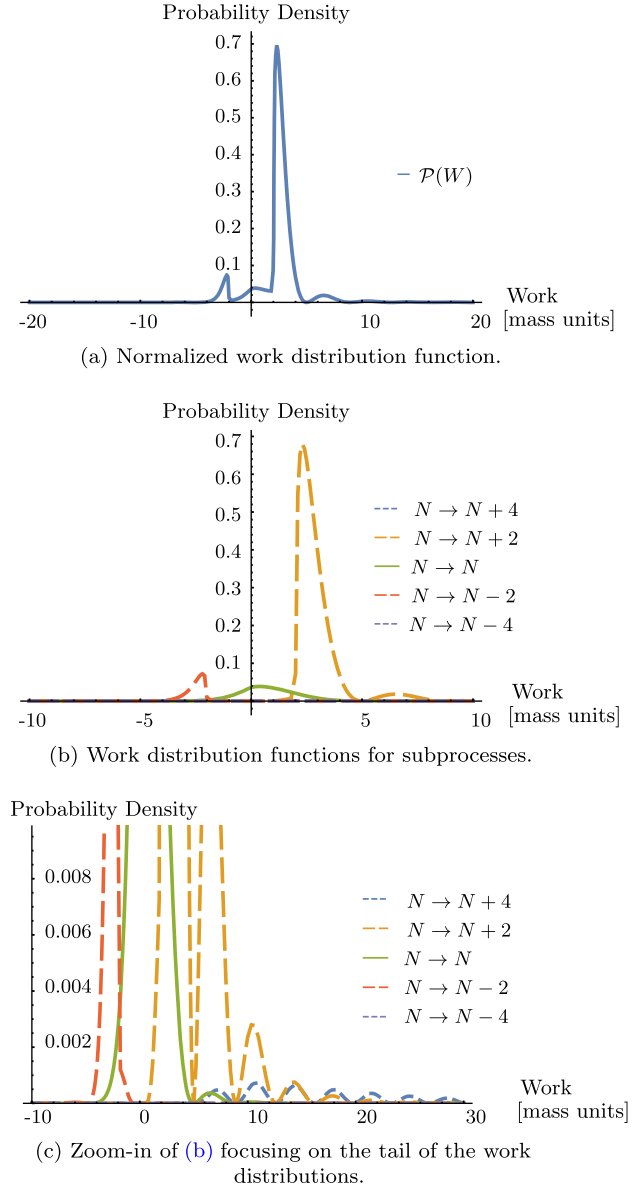 Probability Density
0.7
0.6
0.5
0.4
0.3
0.2
0.1
𝒫(W)
-20 -10 10 20
Work
[mass units]
(a) Normalized work distribution function.
Probability Density
0.7
0.6
0.5
0.4
0.3
0.2
0.1
N → N + 4
N → N + 2
N → N
N → N − 2
N → N − 4
-10 -5 5 10
Work
[mass units]
(b) Work distribution functions for subprocesses.
Probability Density
0.008
0.006
0.004
0.002
N → N + 4
N → N + 2
N → N
N → N − 2
N → N − 4
-10 0 10 20 30
Work
[mass units]
(c) Zoom-in of (b) focusing on the tail of the work
distributions.